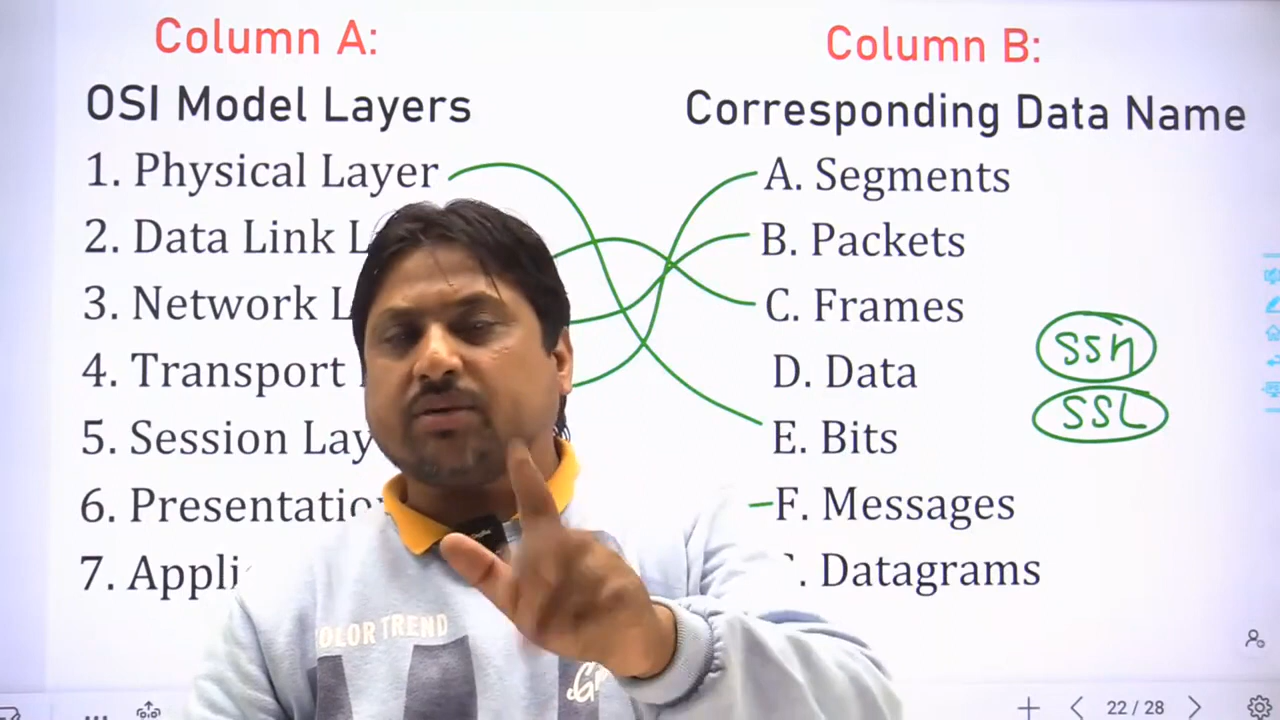 Column A:
OSI Model Layers
1. Physical Layer
2. Data Link L
3. Network L
4. Transport
5. Session Lay
6. Presentatio
7. Appli
Column B:
Corresponding Data Name
A. Segments
B. Packets
C. Frames
D. Data
E. Bits
F. Messages
. Datagrams
SSH
SSL
COLOR TREND
22 / 28